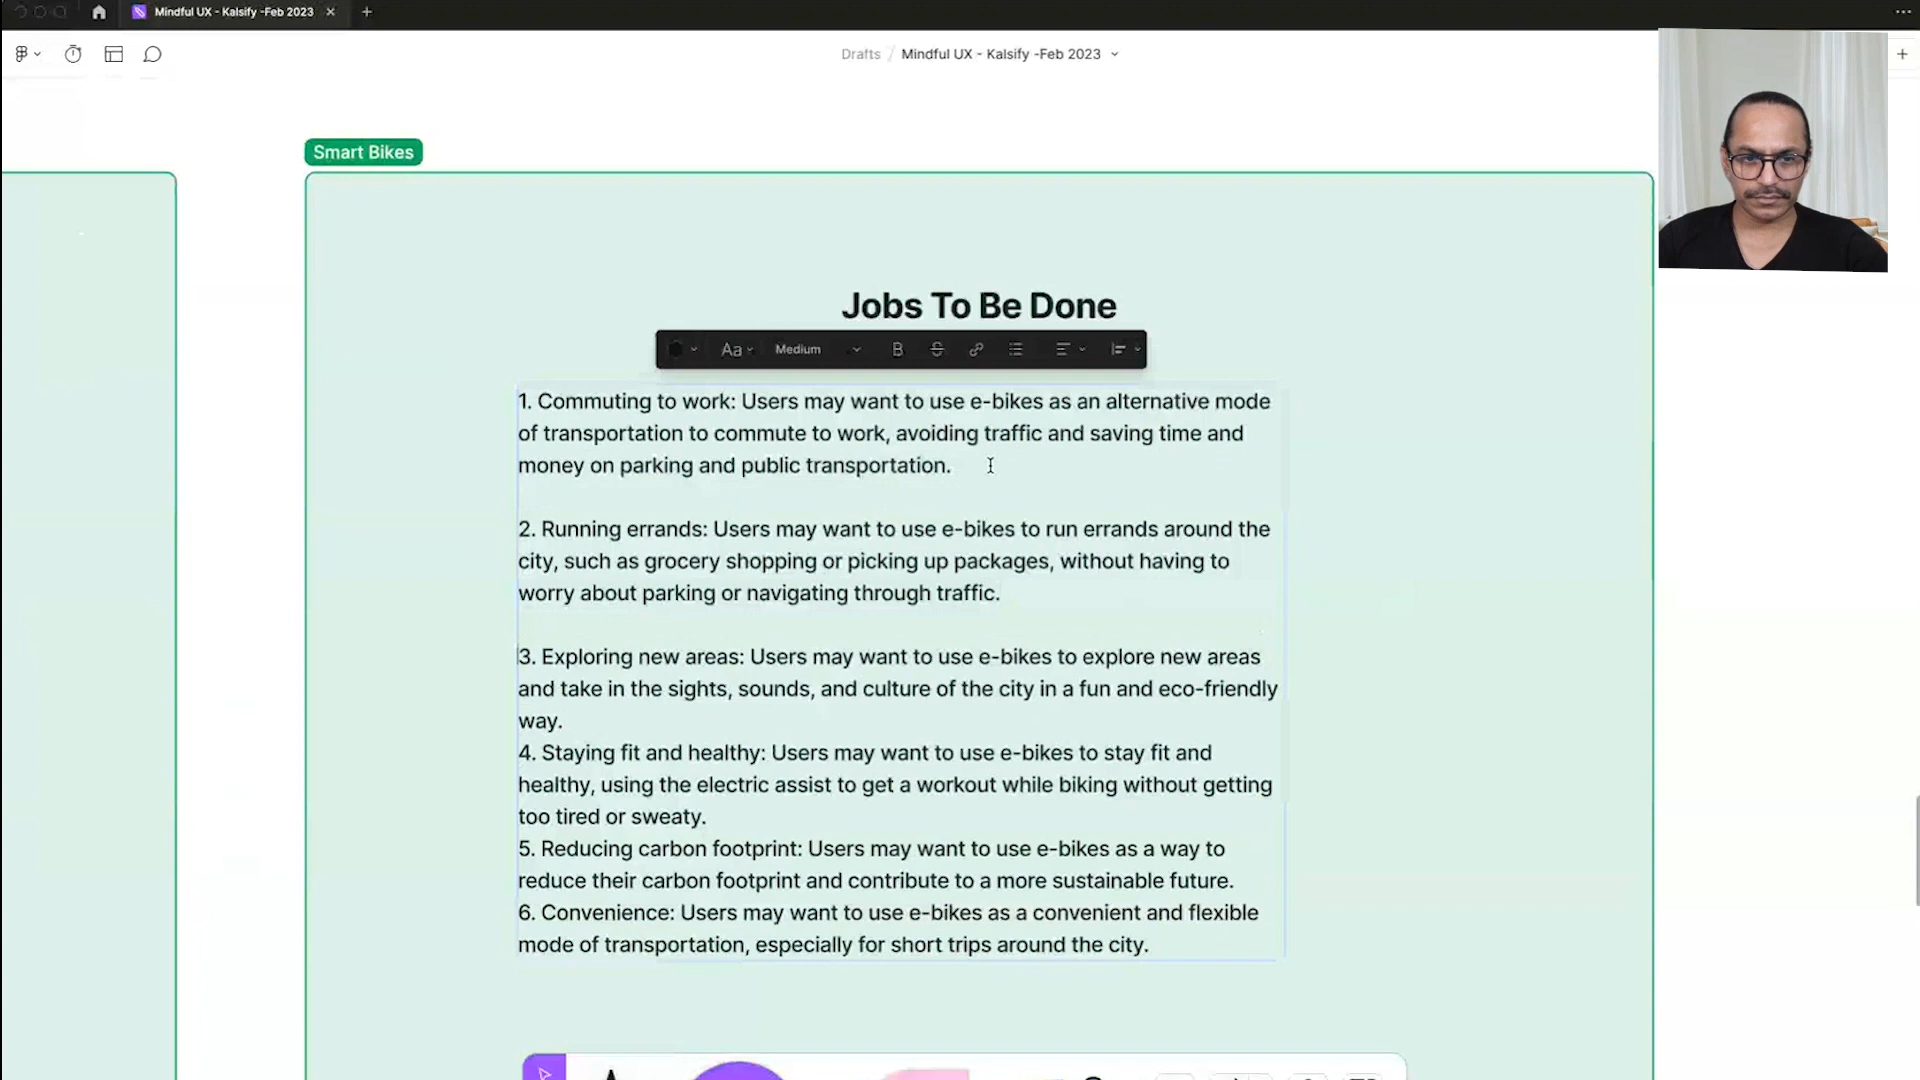 Mindful UX - Kalsify -Feb 2023
Drafts / Mindful UX - Kalsify -Feb 2023
Smart Bikes
Jobs To Be Done
Aa Medium B S
1. Commuting to work: Users may want to use e-bikes as an alternative mode
of transportation to commute to work, avoiding traffic and saving time and
money on parking and public transportation.
2. Running errands: Users may want to use e-bikes to run errands around the
city, such as grocery shopping or picking up packages, without having to
worry about parking or navigating through traffic.
3. Exploring new areas: Users may want to use e-bikes to explore new areas
and take in the sights, sounds, and culture of the city in a fun and eco-friendly
way.
4. Staying fit and healthy: Users may want to use e-bikes to stay fit and
healthy, using the electric assist to get a workout while biking without getting
too tired or sweaty.
5. Reducing carbon footprint: Users may want to use e-bikes as a way to
reduce their carbon footprint and contribute to a more sustainable future.
6. Convenience: Users may want to use e-bikes as a convenient and flexible
mode of transportation, especially for short trips around the city.